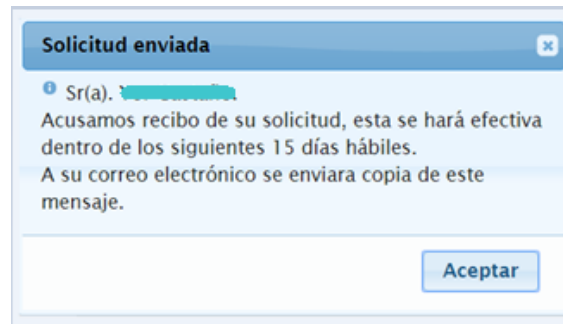 Solicitud enviada
Sr(a).
Acusamos recibo de su solicitud, esta se hará efectiva
dentro de los siguientes 15 días hábiles.
A su correo electrónico se enviara copia de este
mensaje.
Aceptar